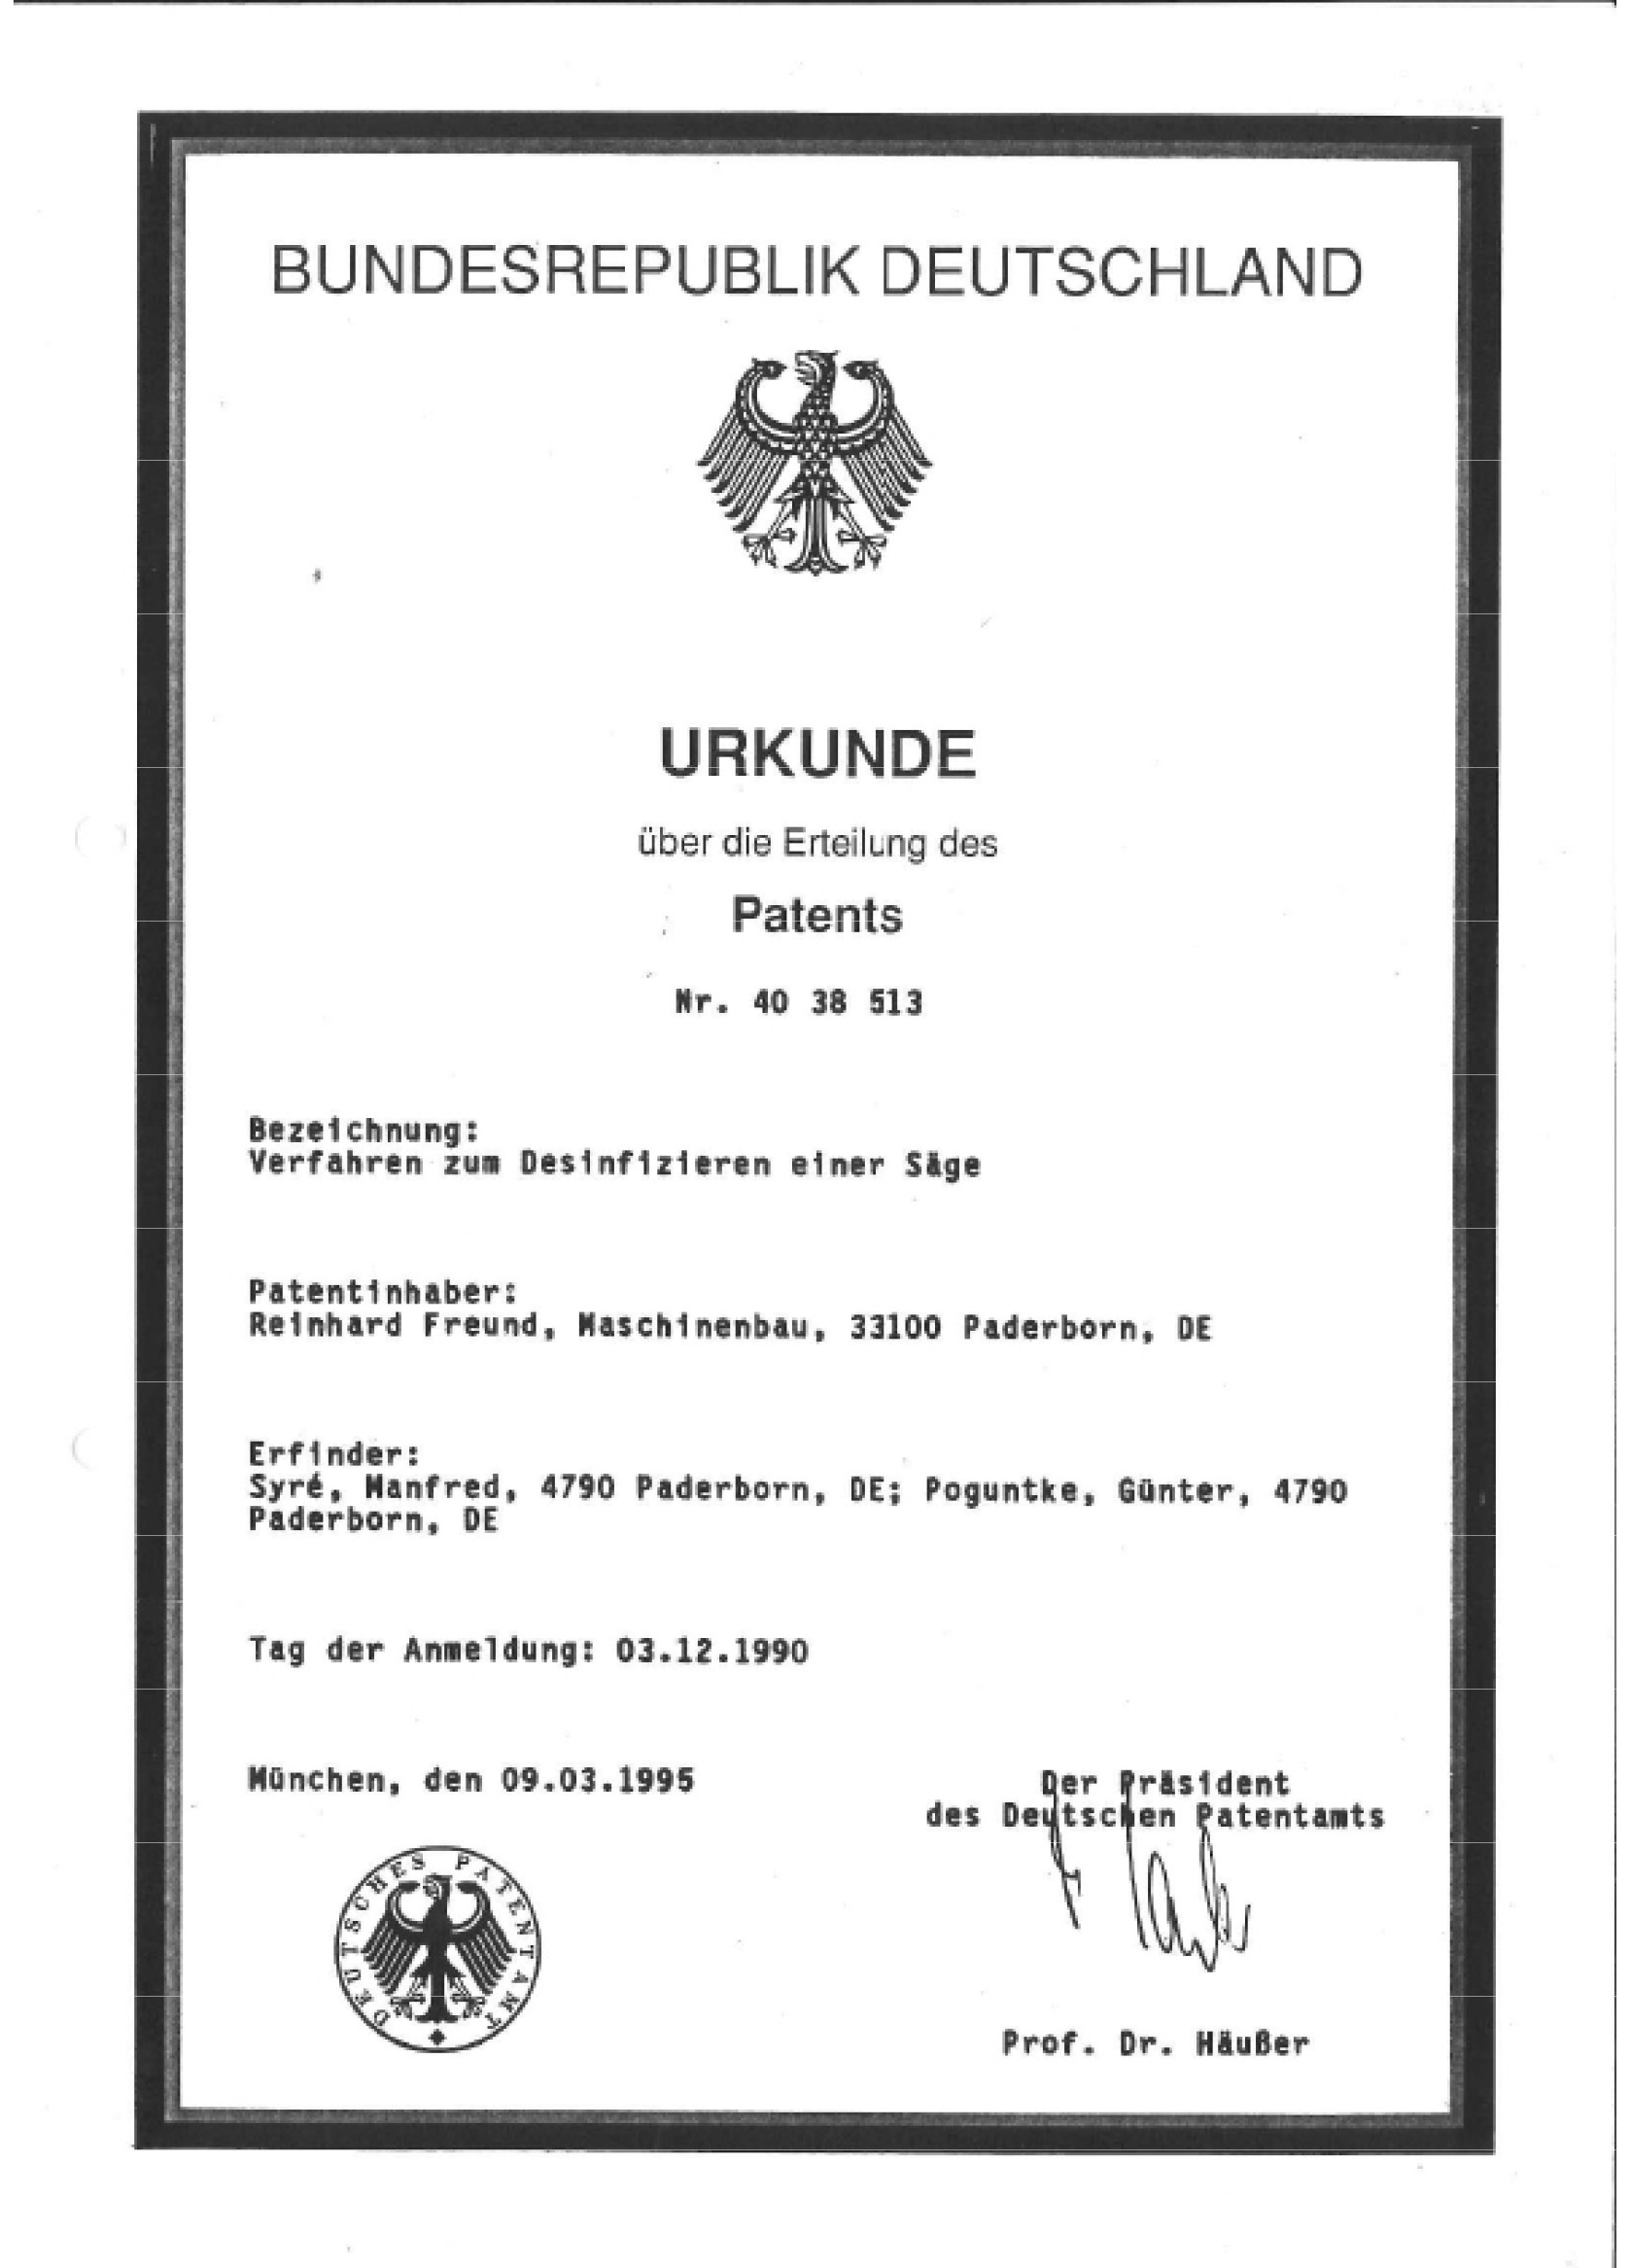 BUNDESREPUBLIK DEUTSCHLAND
URKUNDE
über die Erteilung des
Patents
Nr. 40 38 513
Bezeichnung:
Verfahren zum Desinfizieren einer Säge
Patentinhaber:
Reinhard Freund, Maschinenbau, 33100 Paderborn, DE
Erfinder:
Syré, Manfred, 4790 Paderborn, DE; Poguntke, Günter, 4790
Paderborn, DE
Tag der Anmeldung: 03.12.1990
München, den 09.03.1995
Der Präsident
des Deutschen Patentamts
DEUTSCHES PATENTAMT
Prof. Dr. Häußer